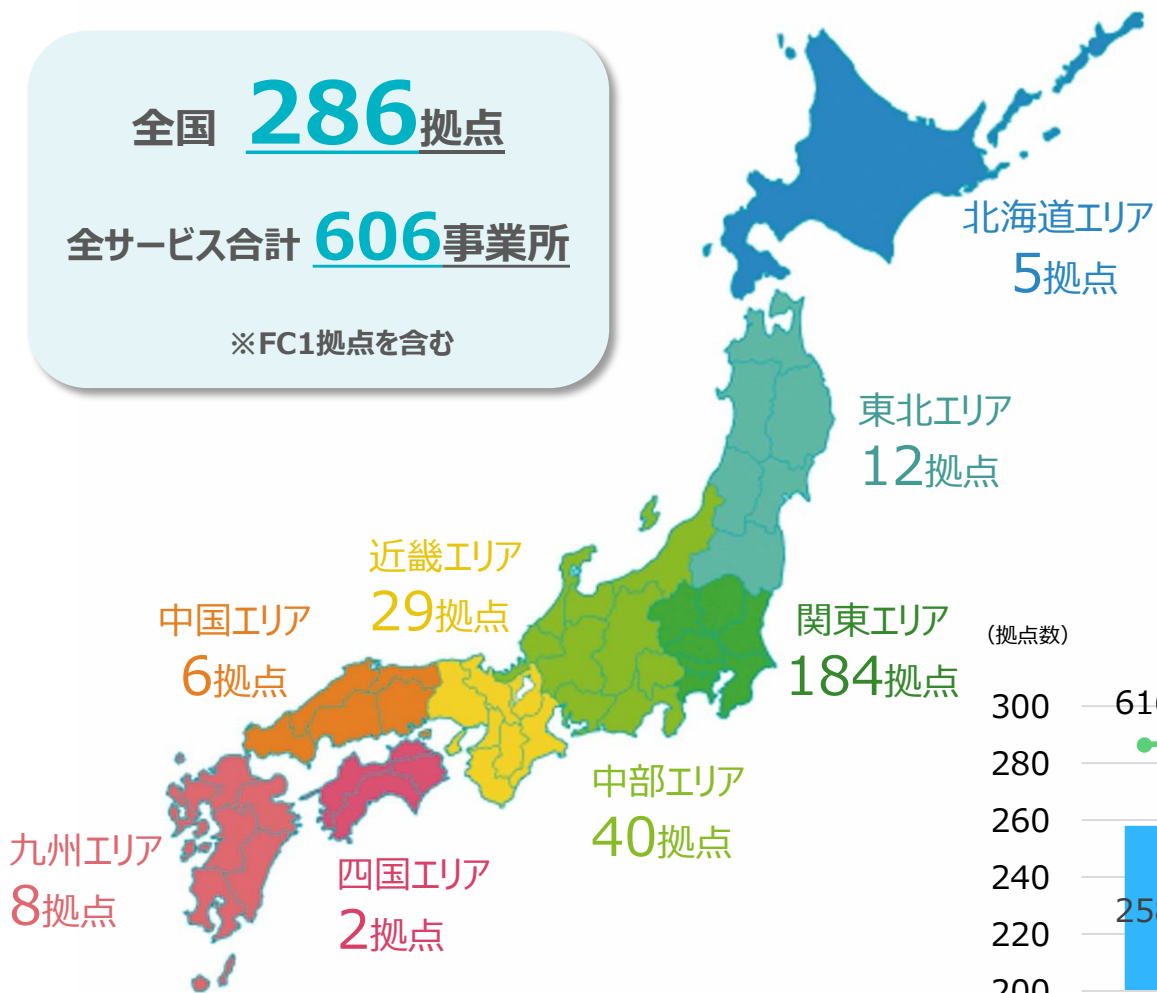 全国 286拠点
全サービス合計 606事業所
※FC1拠点を含む
北海道エリア
5拠点
東北エリア
12拠点
近畿エリア
29拠点
中国エリア
6拠点
関東エリア
184拠点
中部エリア
40拠点
九州エリア
8拠点
四国エリア
2拠点
（拠点数）
300
280
260
240
220
200